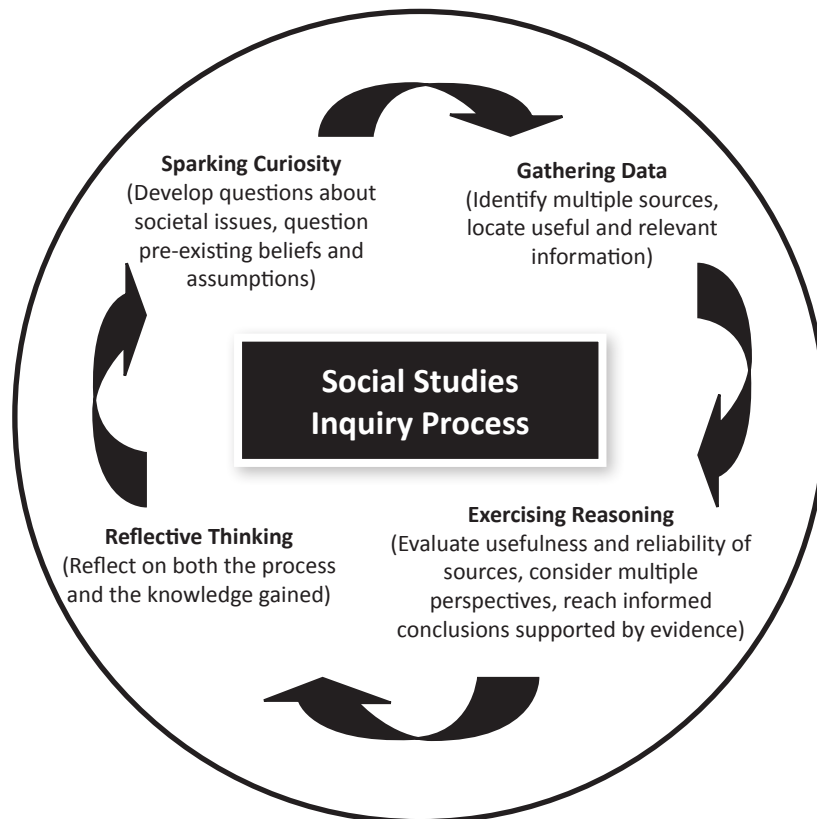 Sparking Curiosity
(Develop questions about
societal issues, question
pre-existing beliefs and
assumptions)
Gathering Data
(Identify multiple sources,
locate useful and relevant
information)
Social Studies
Inquiry Process
Reflective Thinking
(Reflect on both the process
and the knowledge gained)
Exercising Reasoning
(Evaluate usefulness and reliability of
sources, consider multiple
perspectives, reach informed
conclusions supported by evidence)